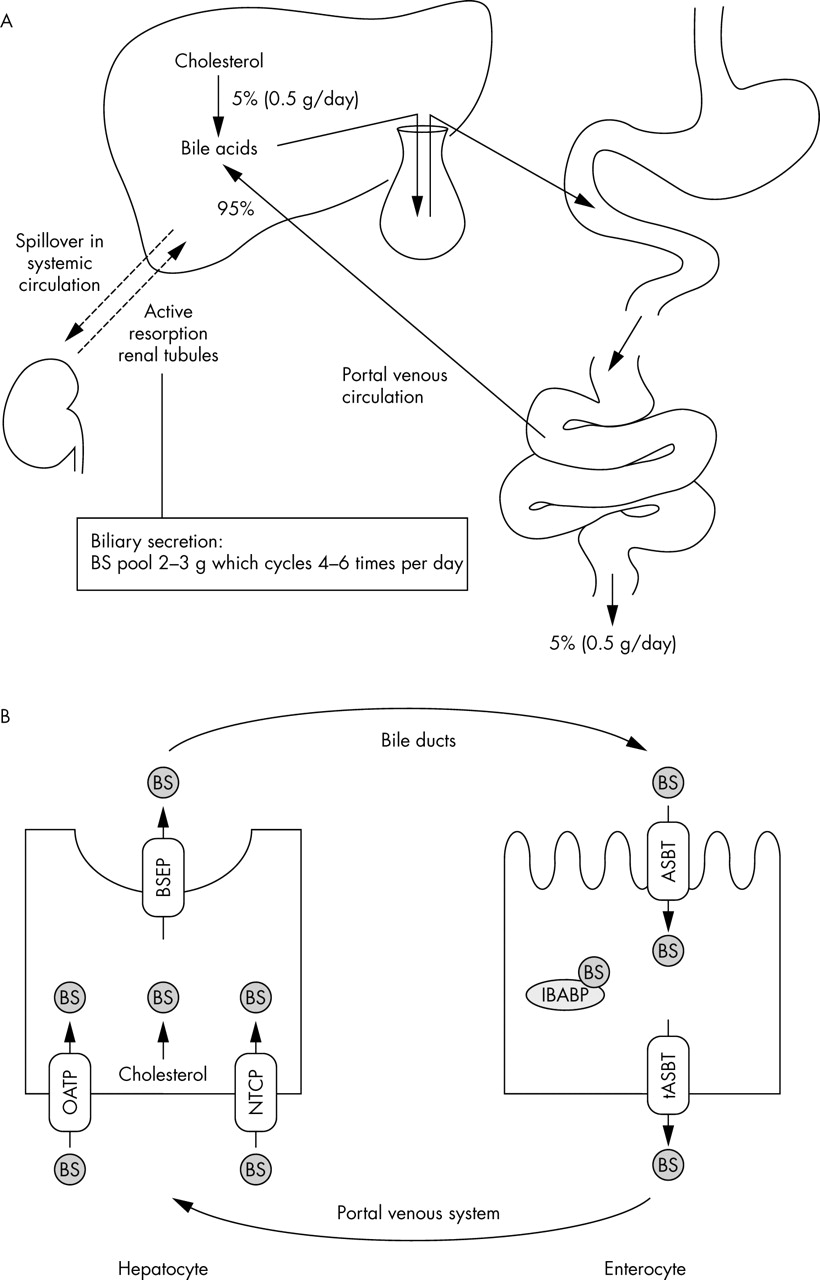 A
Cholesterol
5% (0.5 g/day)
Bile acids
95%
Spillover in
systemic
circulation
Active
resorption
renal tubules
Portal venous
circulation
Biliary secretion:
BS pool 2–3 g which cycles 4–6 times per day
5% (0.5 g/day)
B
Bile ducts
BS
BS
BSEP
ASBT
BS
BS
IBABP
BS
BS
BS
Cholesterol
OATP
NTCP
tASBT
BS
BS
BS
Portal venous system
Hepatocyte
Enterocyte